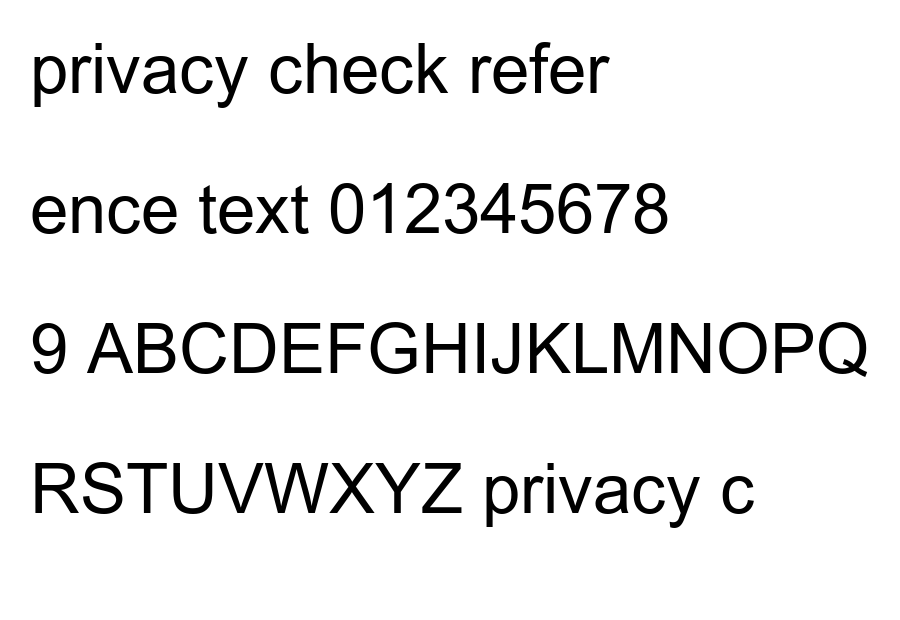 privacy check refer
ence text 012345678
9 ABCDEFGHIJKLMNOPQ
RSTUVWXYZ privacy c